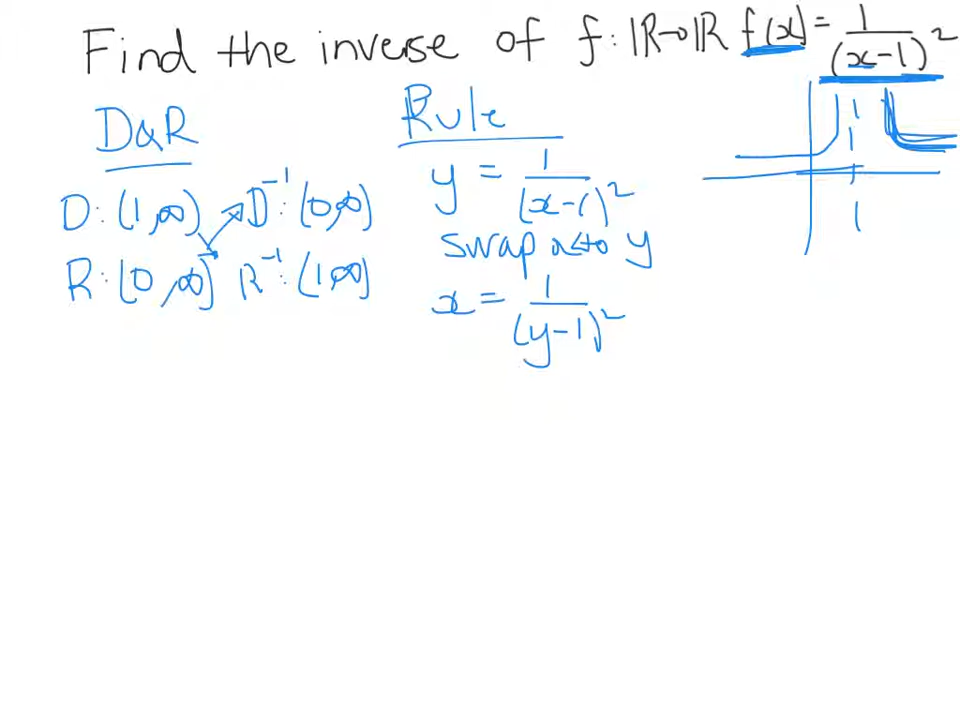 Find the inverse of f: ℝ→ℝ f(x) = 1/(x-1)²
D&R
D: (1,∞) D⁻¹: (0,∞)
R: (0,∞) R⁻¹: (1,∞)
Rule
y = 1/(x-1)²
swap x↔y
x = 1/(y-1)²
1